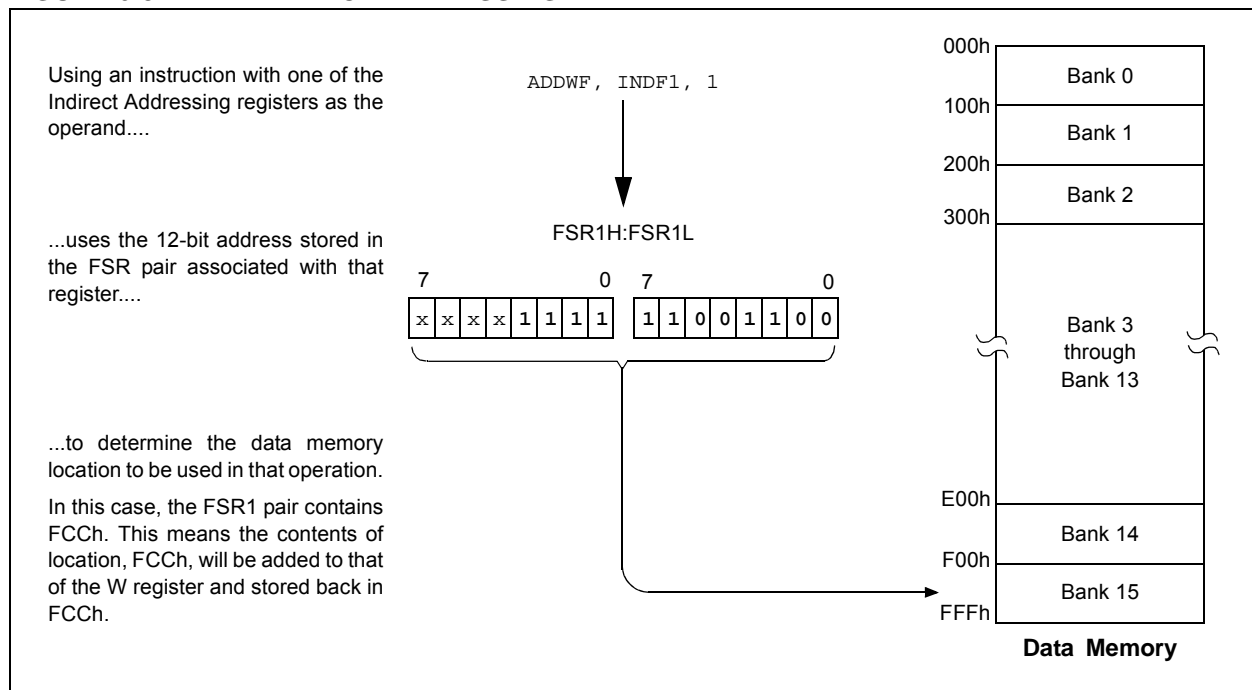 Using an instruction with one of the
Indirect Addressing registers as the
operand....
ADDWF, INDF1, 1
...uses the 12-bit address stored in
the FSR pair associated with that
register....
FSR1H:FSR1L
7 0 7 0
x x x x 1 1 1 1 1 1 0 0 1 1 0 0
...to determine the data memory
location to be used in that operation.
In this case, the FSR1 pair contains
FCCh. This means the contents of
location, FCCh, will be added to that
of the W register and stored back in
FCCh.
000h
Bank 0
100h
Bank 1
200h
Bank 2
300h
Bank 3
through
Bank 13
E00h
Bank 14
F00h
Bank 15
FFFh
Data Memory